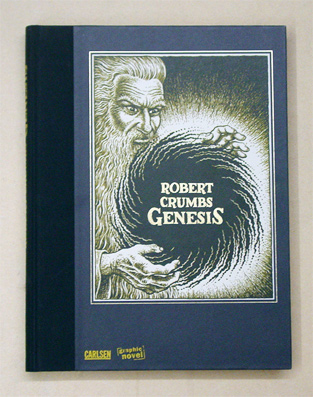 ROBERT
CRUMBS
GENESIS
CARLSEN
graphic
novel